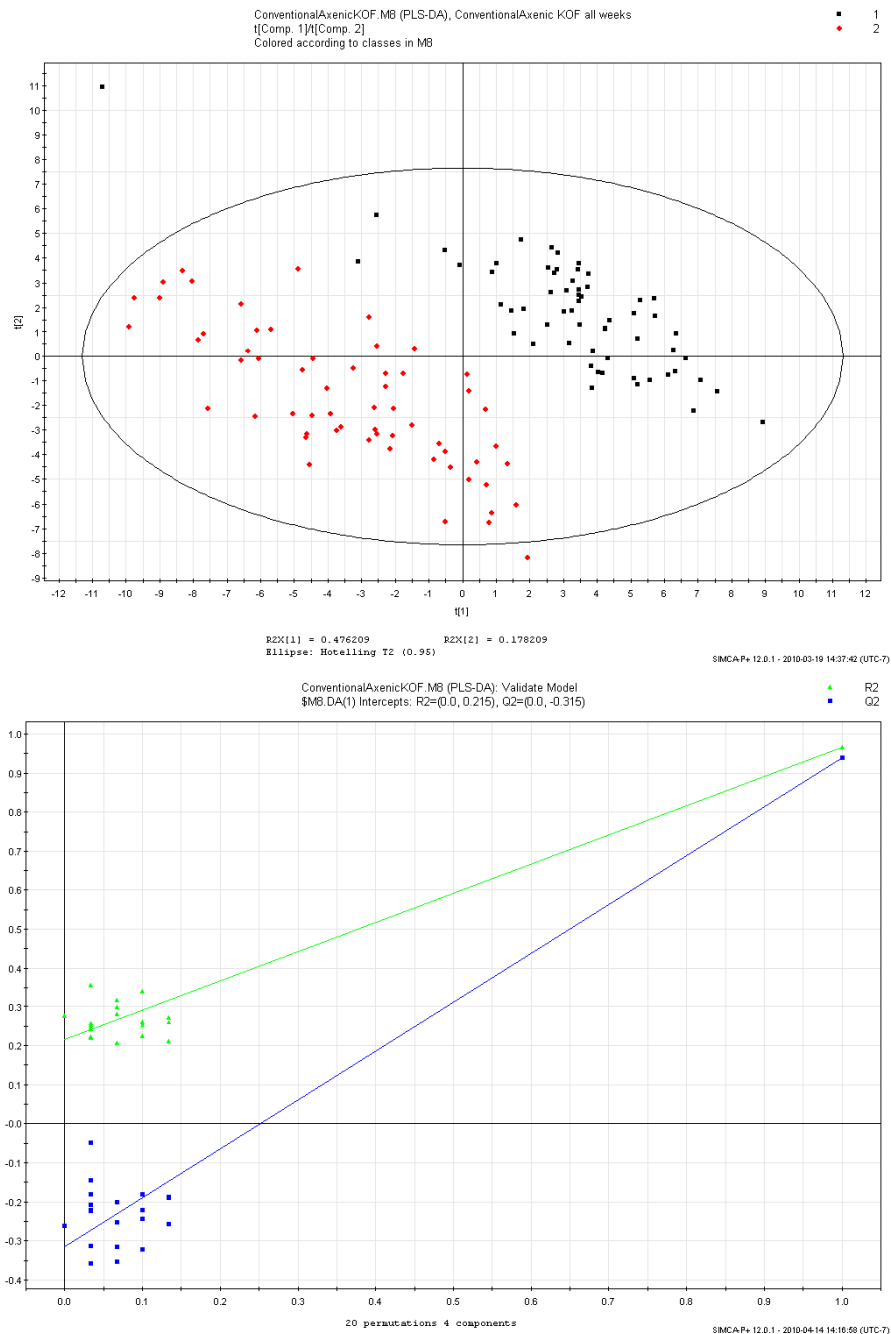 ConventionalAxenicKOF.M8 (PLS-DA), ConventionalAxenic KOF all weeks
t[Comp. 1]/t[Comp. 2]
Colored according to classes in M8
1
2
11
10
9
8
7
6
5
4
3
2
1
0
-1
-2
-3
-4
-5
-6
-7
-8
-9
t[2]
-12 -11 -10 -9 -8 -7 -6 -5 -4 -3 -2 -1 0 1 2 3 4 5 6 7 8 9 10 11 12
t[1]
R2X[1] = 0.476209 R2X[2] = 0.178209
Ellipse: Hotelling T2 (0.95)
SIMCA-P+ 12.0.1 - 2010-03-19 14:37:42 (UTC-7)
ConventionalAxenicKOF.M8 (PLS-DA): Validate Model
$M8.DA(1) Intercepts: R2=(0.0, 0.215), Q2=(0.0, -0.315)
R2
Q2
1.0
0.9
0.8
0.7
0.6
0.5
0.4
0.3
0.2
0.1
-0.0
-0.1
-0.2
-0.3
-0.4
0.0 0.1 0.2 0.3 0.4 0.5 0.6 0.7 0.8 0.9 1.0
20 permutations 4 components
SIMCA-P+ 12.0.1 - 2010-04-14 14:16:58 (UTC-7)